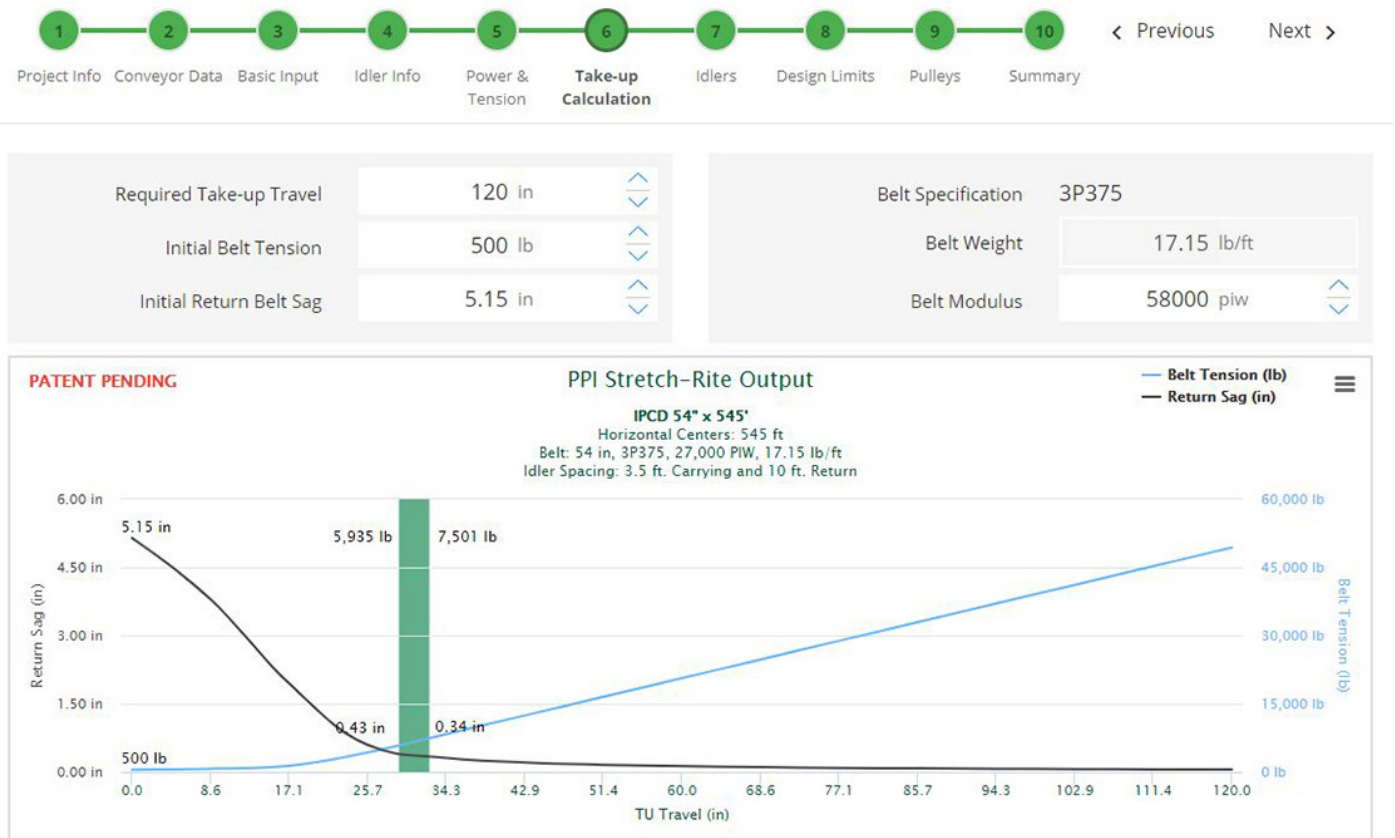 1 2 3 4 5 6 7 8 9 10 Previous Next
Project Info Conveyor Data Basic Input Idler Info Power & Take-up Idlers Design Limits Pulleys Summary
Tension Calculation
Required Take-up Travel 120 in
Initial Belt Tension 500 lb
Initial Return Belt Sag 5.15 in
Belt Specification 3P375
Belt Weight 17.15 lb/ft
Belt Modulus 58000 piw
PATENT PENDING
PPI Stretch-Rite Output
Belt Tension (lb)
Return Sag (in)
IPCD 54" x 545'
Horizontal Centers: 545 ft
Belt: 54 in, 3P375, 27,000 PIW, 17.15 lb/ft
Idler Spacing: 3.5 ft. Carrying and 10 ft. Return
6.00 in 60,000 lb
5.15 in 5,935 lb 7,501 lb
4.50 in 45,000 lb
3.00 in 30,000 lb
1.50 in 15,000 lb
0.43 in 0.34 in
500 lb
0.00 in 0 lb
Return Sag (in)
Belt Tension (lb)
0.0 8.6 17.1 25.7 34.3 42.9 51.4 60.0 68.6 77.1 85.7 94.3 102.9 111.4 120.0
TU Travel (in)